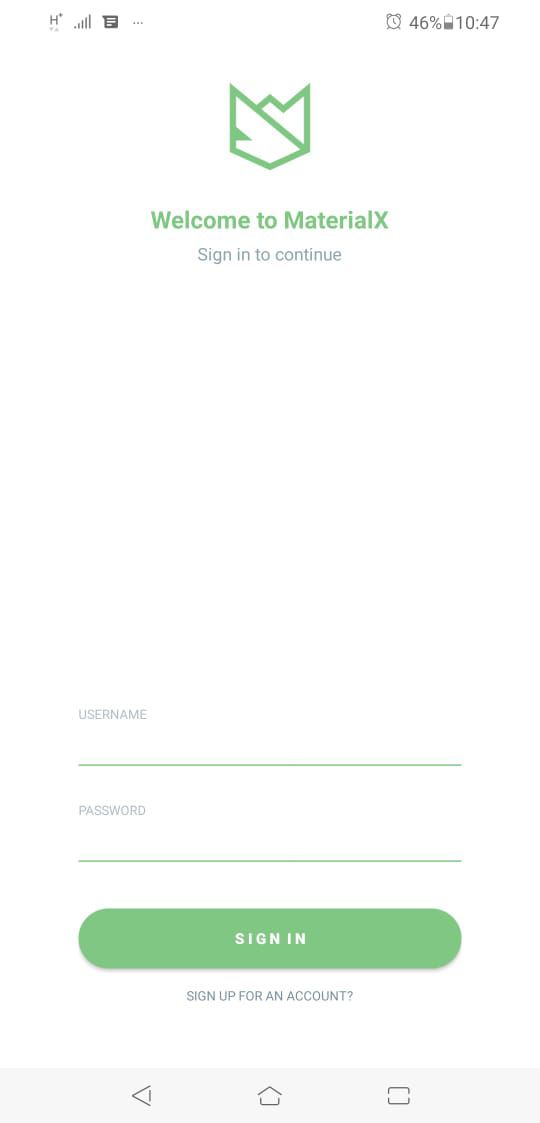 H+ 46% 10:47
Welcome to MaterialX
Sign in to continue
USERNAME
PASSWORD
SIGN IN
SIGN UP FOR AN ACCOUNT?